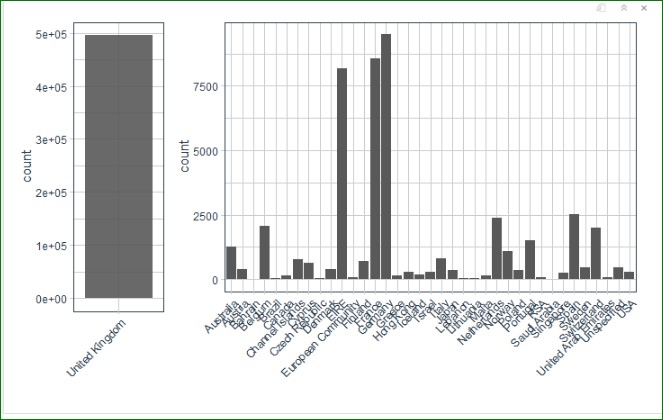 5e+05
4e+05
3e+05
2e+05
1e+05
0e+00
count
United Kingdom
7500
5000
2500
0
count
Australia
Austria
Bahrain
Belgium
Brazil
Canada
Channel Islands
Cyprus
Czech Republic
Denmark
EIRE
European Community
Finland
France
Germany
Greece
Hong Kong
Iceland
Israel
Italy
Japan
Lebanon
Lithuania
Malta
Netherlands
Norway
Poland
Portugal
RSA
Saudi Arabia
Singapore
Spain
Sweden
Switzerland
United Arab Emirates
Unspecified
USA